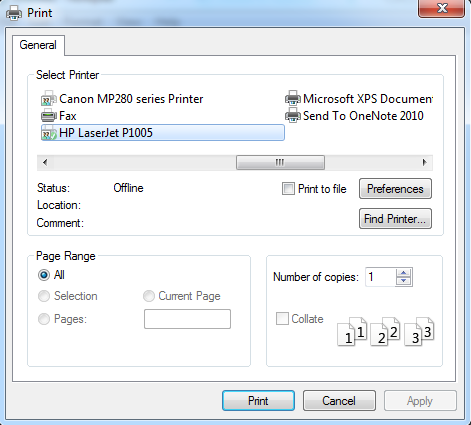 Print
General
Select Printer
Canon MP280 series Printer
Microsoft XPS Document
Fax
Send To OneNote 2010
HP LaserJet P1005
Status: Offline
Print to file
Preferences
Location:
Comment:
Find Printer...
Page Range
All
Selection
Current Page
Pages:
Number of copies: 1
Collate
1 1 2 2 3 3
Print
Cancel
Apply